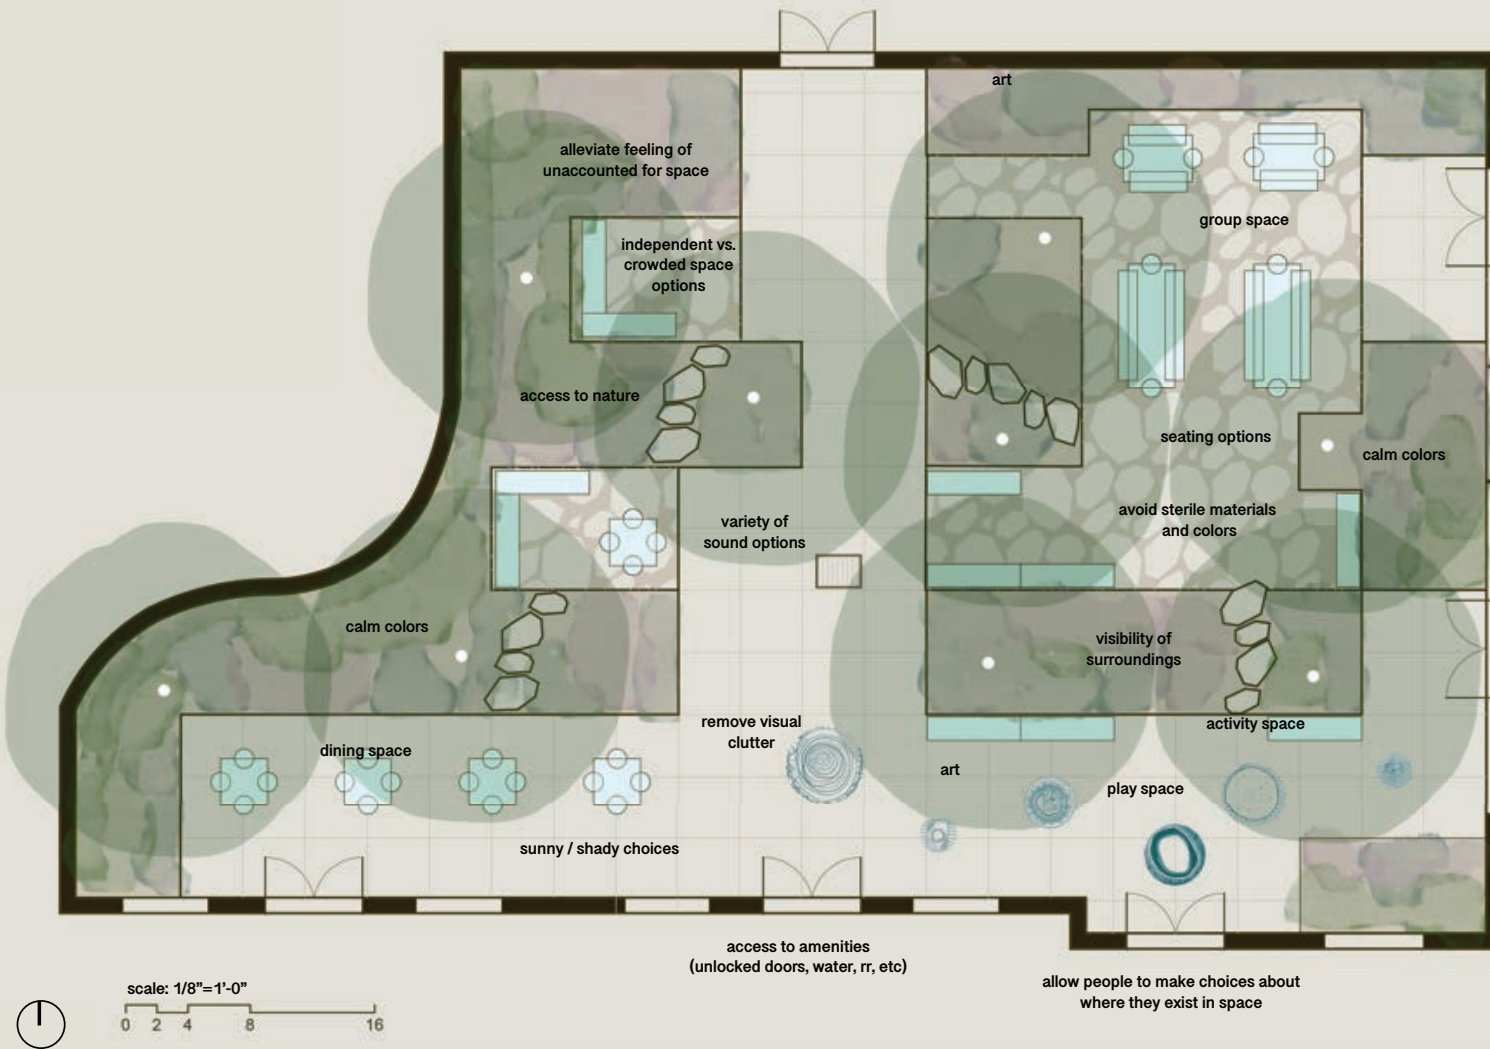 art
alleviate feeling of
unaccounted for space
group space
independent vs.
crowded space
options
access to nature
seating options
calm colors
avoid sterile materials
and colors
variety of
sound options
calm colors
visibility of
surroundings
remove visual
clutter
activity space
dining space
art
play space
sunny / shady choices
access to amenities
(unlocked doors, water, rr, etc)
allow people to make choices about
where they exist in space
scale: 1/8”=1’-0”
0 2 4 8 16